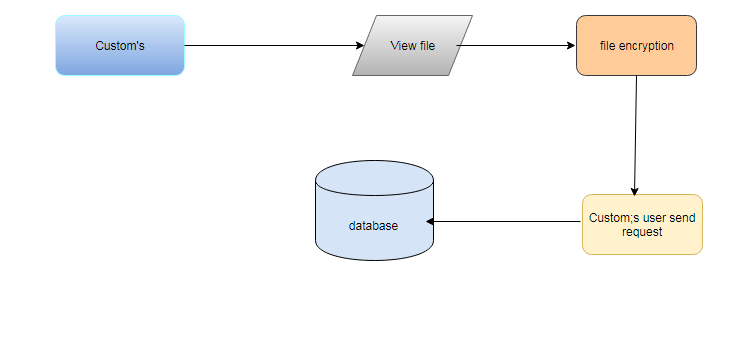 Custom's
View file
file encryption
Custom;s user send
request
database